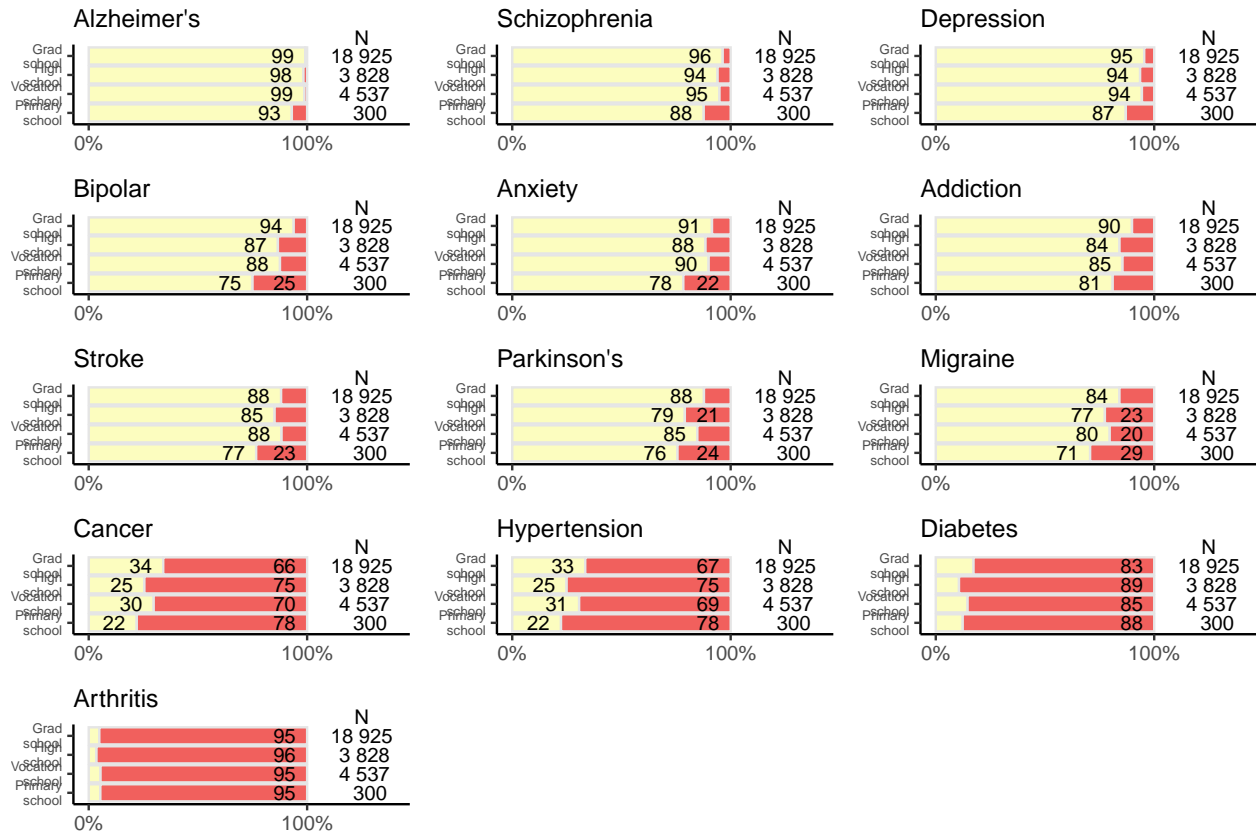 Alzheimer's
N
Grad school 99 18 925
High school 98 3 828
Vocation school 99 4 537
Primary school 93 300
0% 100%
Schizophrenia
N
Grad school 96 18 925
High school 94 3 828
Vocation school 95 4 537
Primary school 88 300
0% 100%
Depression
N
Grad school 95 18 925
High school 94 3 828
Vocation school 94 4 537
Primary school 87 300
0% 100%
Bipolar
N
Grad school 94 18 925
High school 87 3 828
Vocation school 88 4 537
Primary school 75 25 300
0% 100%
Anxiety
N
Grad school 91 18 925
High school 88 3 828
Vocation school 90 4 537
Primary school 78 22 300
0% 100%
Addiction
N
Grad school 90 18 925
High school 84 3 828
Vocation school 85 4 537
Primary school 81 300
0% 100%
Stroke
N
Grad school 88 18 925
High school 85 3 828
Vocation school 88 4 537
Primary school 77 23 300
0% 100%
Parkinson's
N
Grad school 88 18 925
High school 79 21 3 828
Vocation school 85 4 537
Primary school 76 24 300
0% 100%
Migraine
N
Grad school 84 18 925
High school 77 23 3 828
Vocation school 80 20 4 537
Primary school 71 29 300
0% 100%
Cancer
N
Grad school 34 66 18 925
High school 25 75 3 828
Vocation school 30 70 4 537
Primary school 22 78 300
0% 100%
Hypertension
N
Grad school 33 67 18 925
High school 25 75 3 828
Vocation school 31 69 4 537
Primary school 22 78 300
0% 100%
Diabetes
N
Grad school 83 18 925
High school 89 3 828
Vocation school 85 4 537
Primary school 88 300
0% 100%
Arthritis
N
Grad school 95 18 925
High school 96 3 828
Vocation school 95 4 537
Primary school 95 300
0% 100%